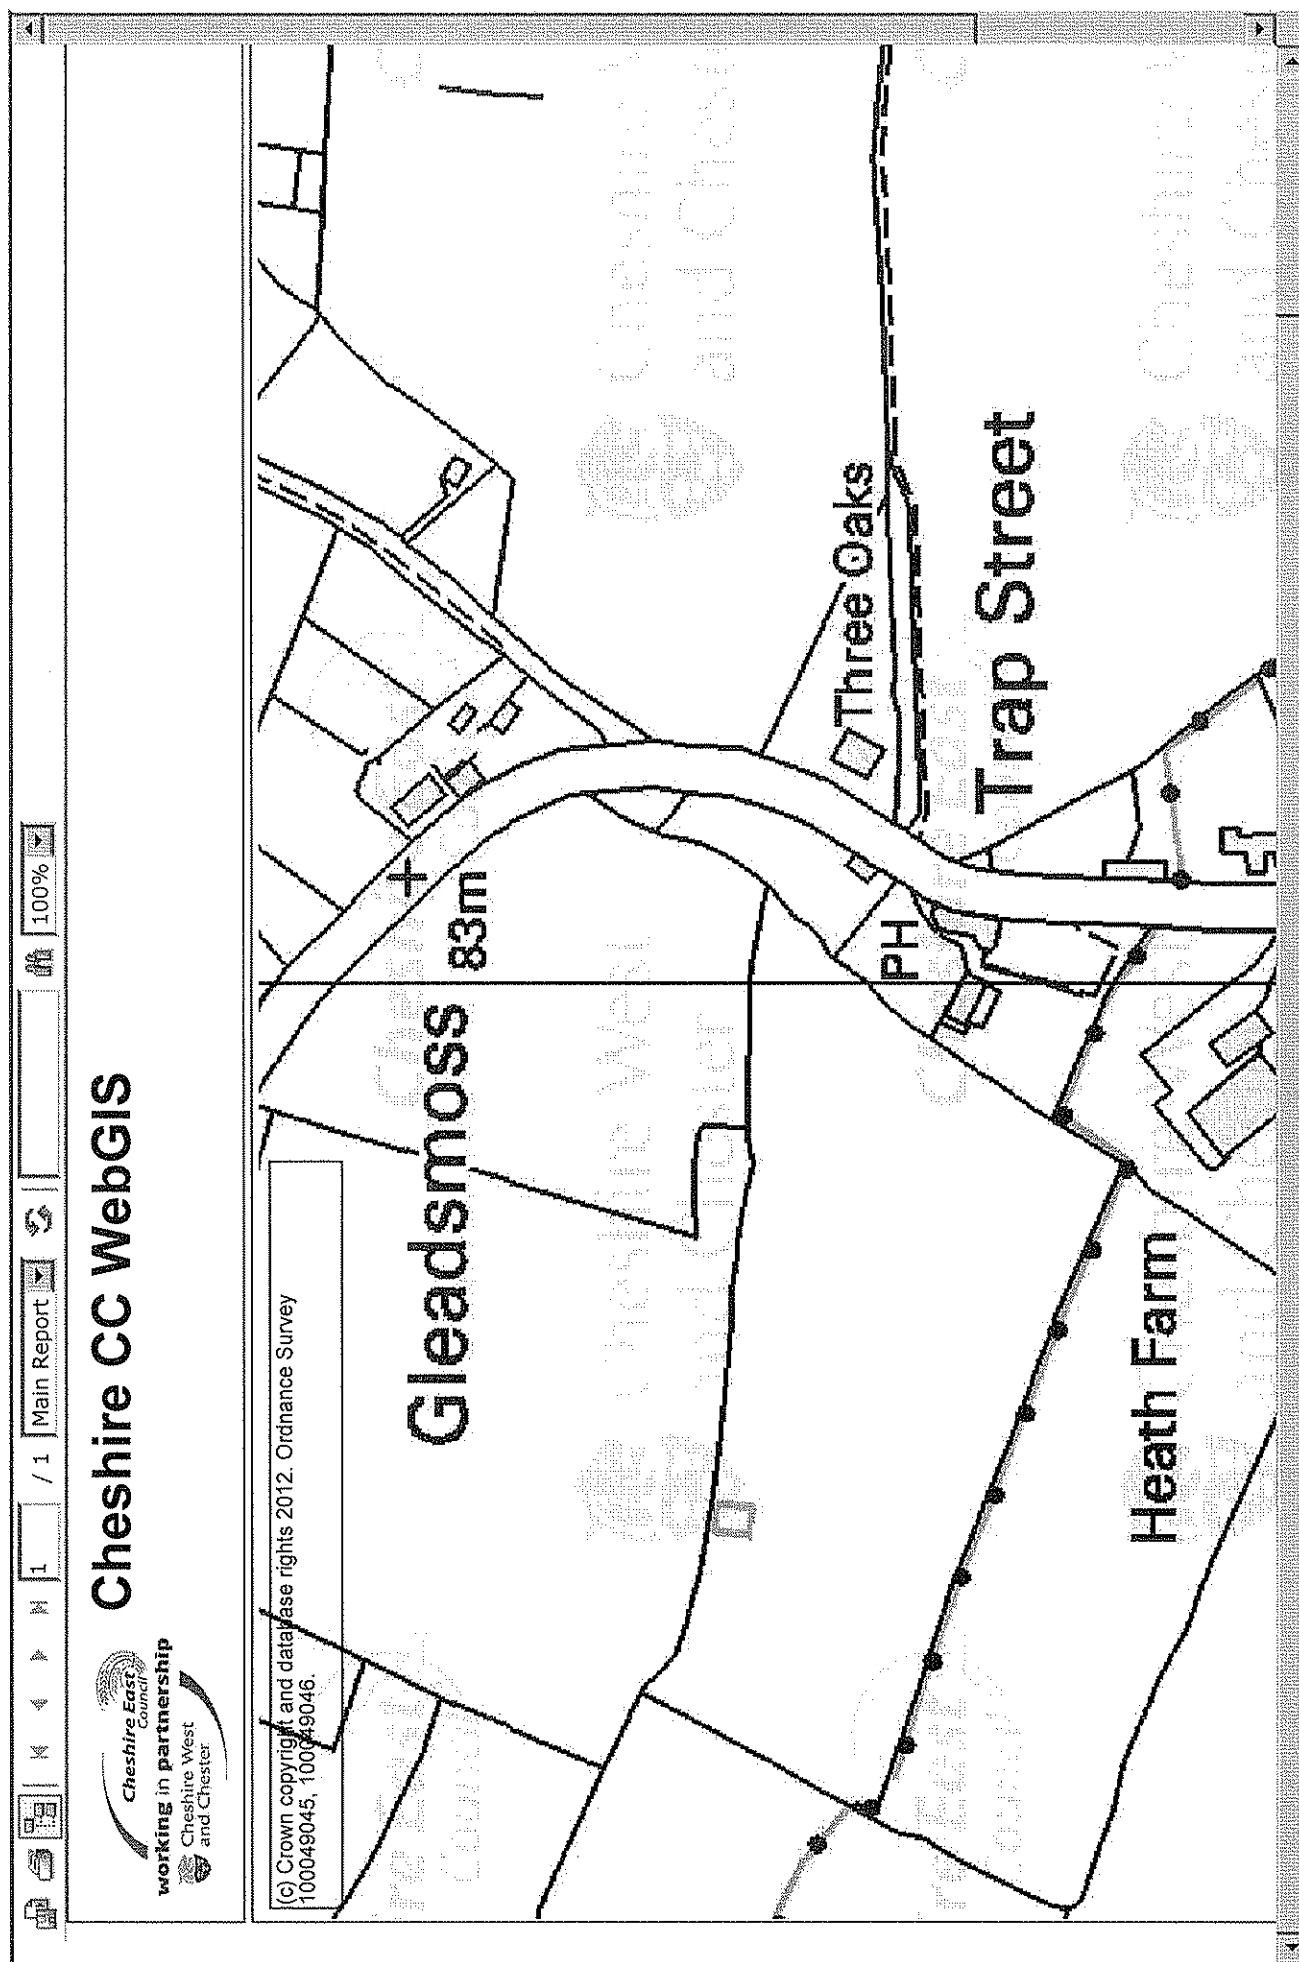 1 / 1 Main Report 100%
Cheshire East
Council
working in partnership
Cheshire West
and Chester
Cheshire CC WebGIS
(c) Crown copyright and database rights 2012. Ordnance Survey
100049045, 100049046.
Gleadsmoss
83m
Three Oaks
PH
Trap Street
Heath Farm